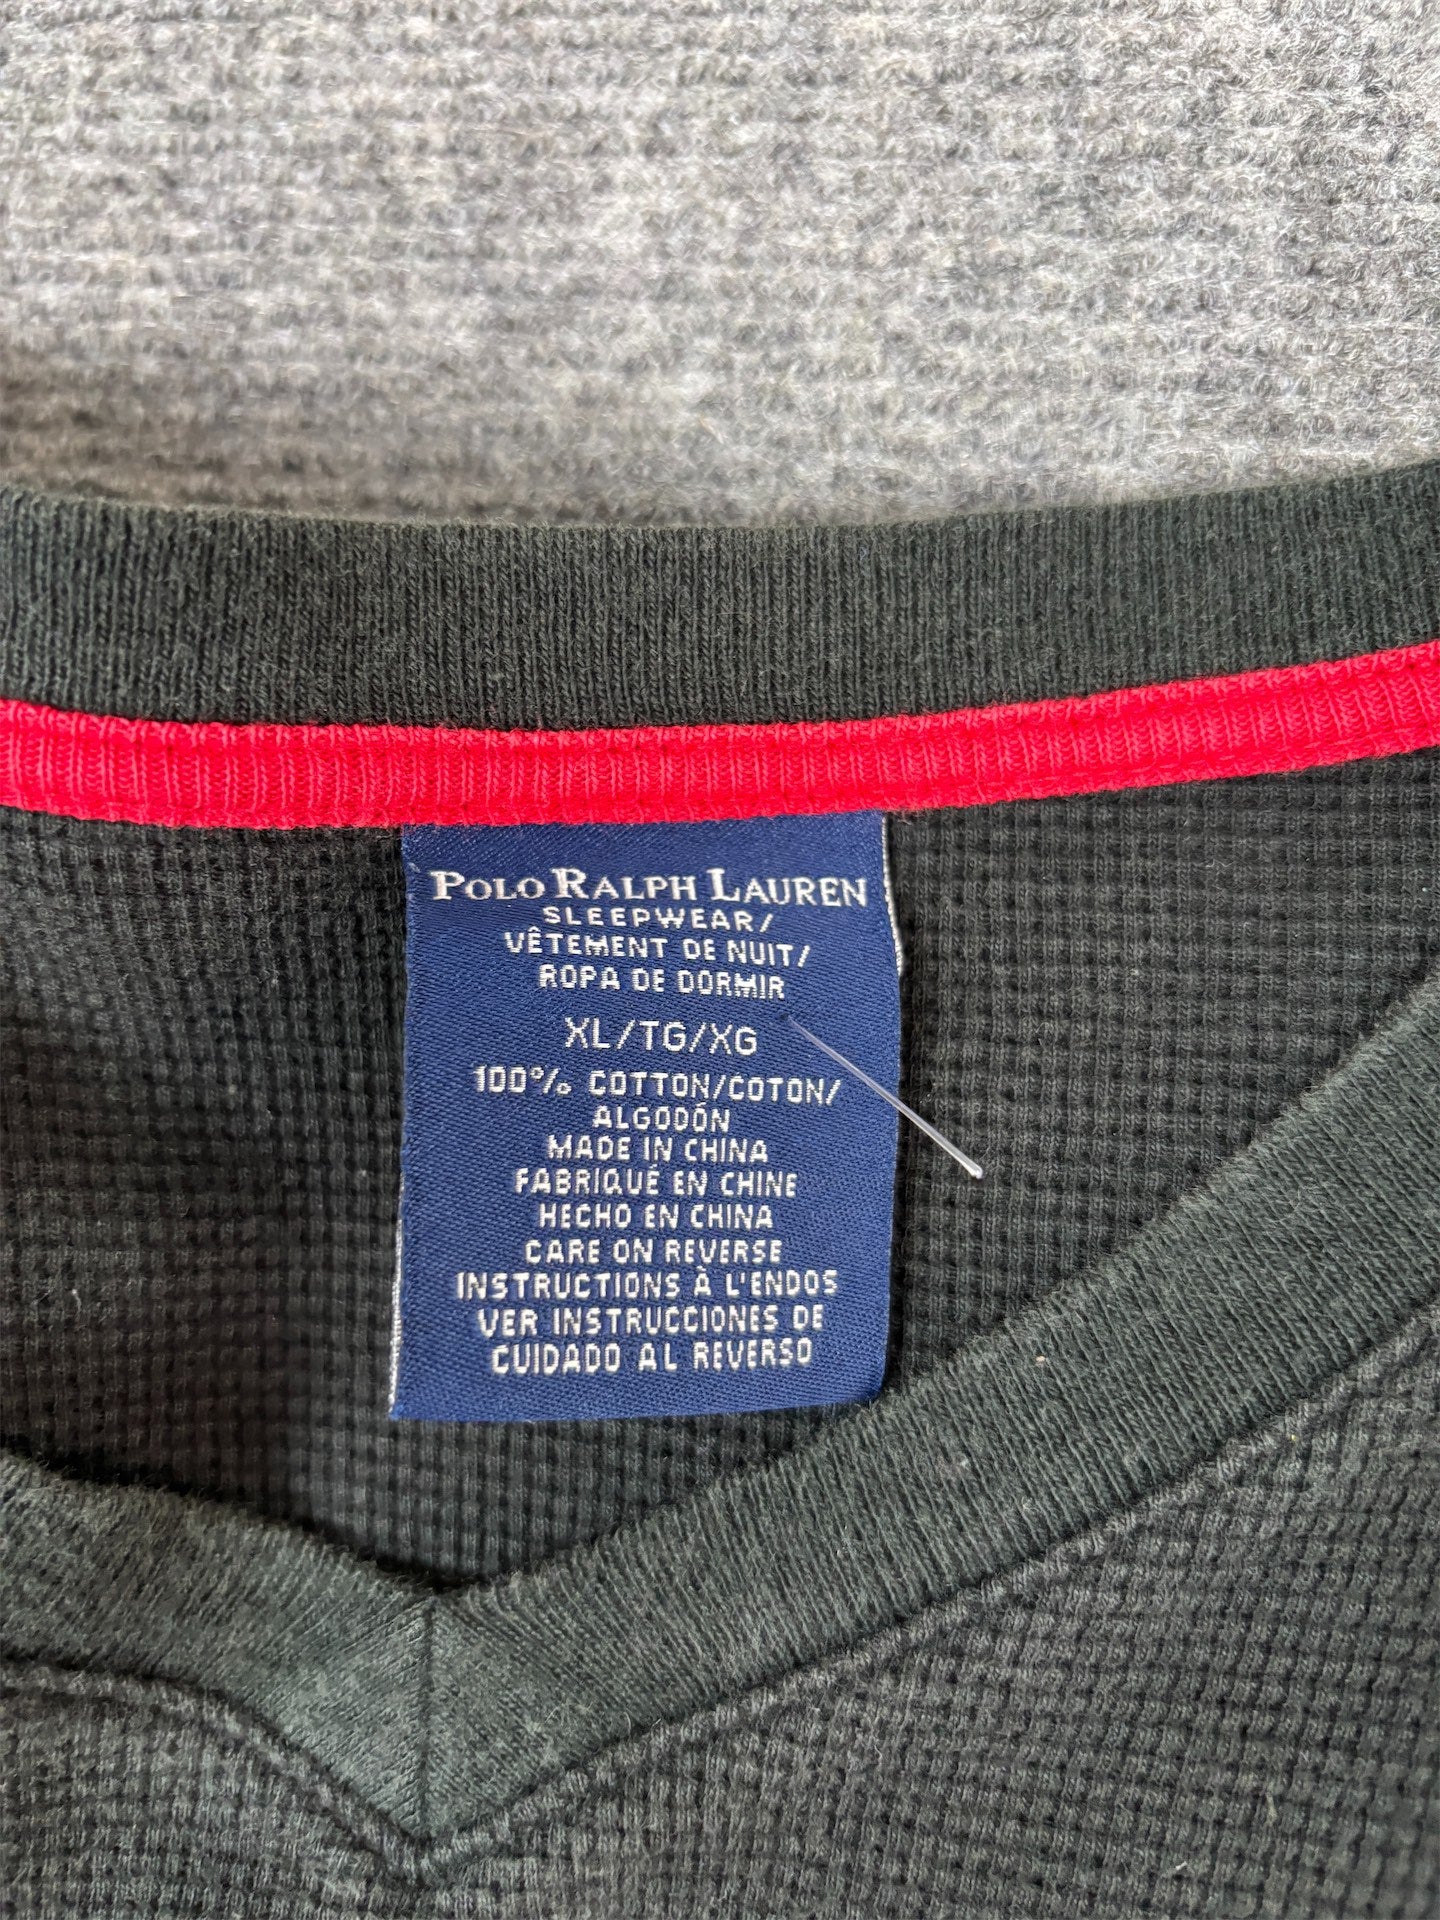 POLO RALPH LAUREN
SLEEPWEAR/
VÊTEMENT DE NUIT/
ROPA DE DORMIR
XL/TG/XG
100% COTTON/COTON/
ALGODÓN
MADE IN CHINA
FABRIQUÉ EN CHINE
HECHO EN CHINA
CARE ON REVERSE
INSTRUCTIONS À L'ENDOS
VER INSTRUCCIONES DE
CUIDADO AL REVERSO